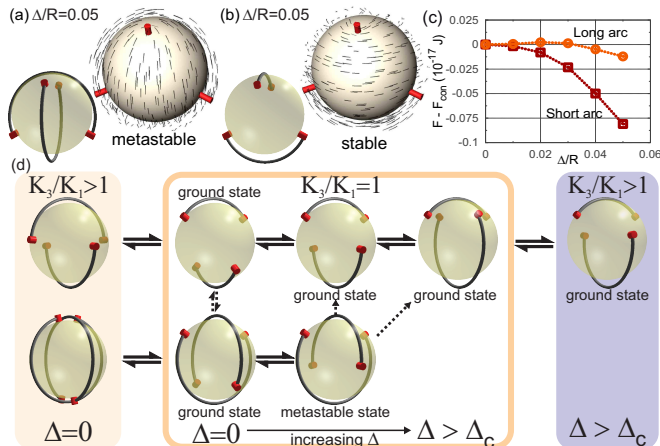 (a) Δ/R=0.05
metastable
(b) Δ/R=0.05
stable
(c)
F - F_con (10^-17 J)
0.025
0
-0.025
-0.05
-0.075
-0.1
Long arc
Short arc
0 0.02 0.04 0.06
Δ/R
(d)
K_3/K_1>1
ground state
K_3/K_1=1
K_3/K_1>1
ground state
ground state
ground state
ground state
metastable state
Δ=0
Δ=0
increasing Δ
Δ > Δ_C
Δ > Δ_C